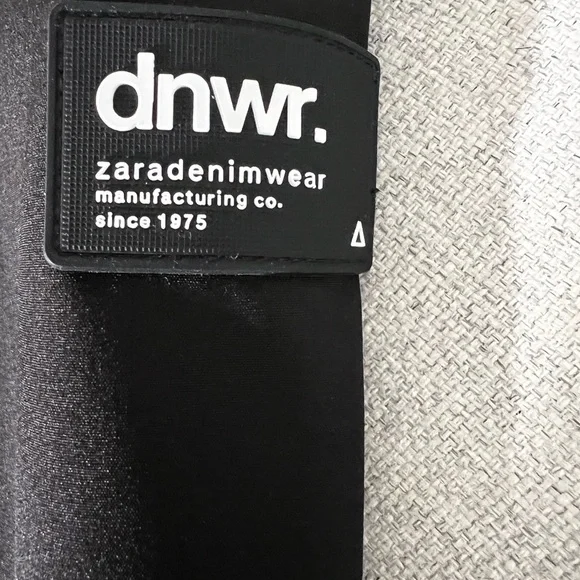 dnwr.
zaradenimwear
manufacturing co.
since 1975